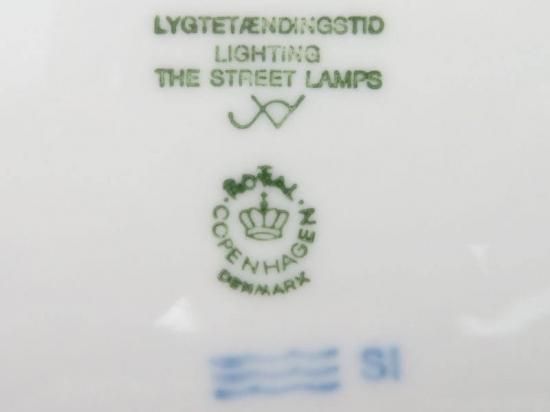 LYGTETÆNDINGSTID
LIGHTING
THE STREET LAMPS
ROYAL
COPENHAGEN
DENMARK
SI